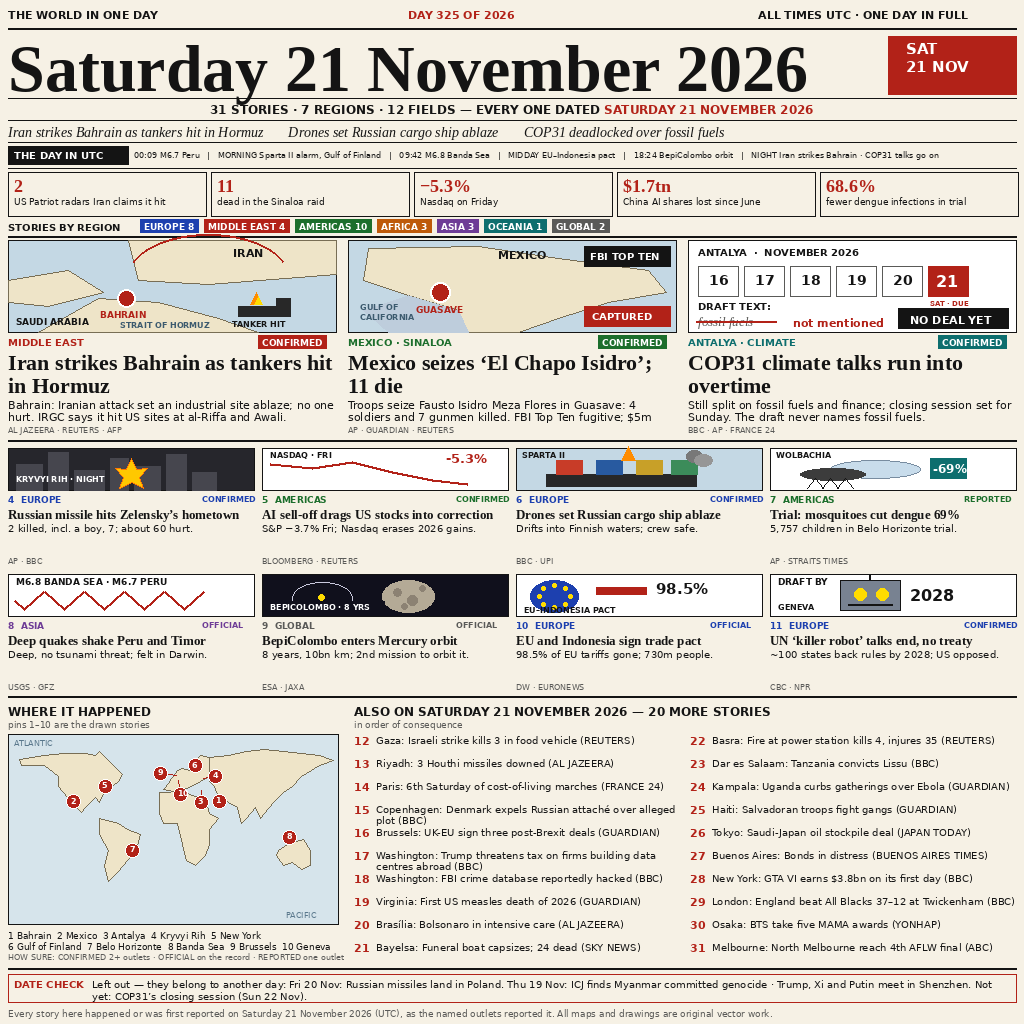 THE WORLD IN ONE DAY
DAY 325 OF 2026
ALL TIMES UTC · ONE DAY IN FULL
Saturday 21 November 2026
SAT
21 NOV
31 STORIES · 7 REGIONS · 12 FIELDS — EVERY ONE DATED SATURDAY 21 NOVEMBER 2026
Iran strikes Bahrain as tankers hit in Hormuz Drones set Russian cargo ship ablaze COP31 deadlocked over fossil fuels
THE DAY IN UTC
00:09 M6.7 Peru | MORNING Sparta II alarm, Gulf of Finland | 09:42 M6.8 Banda Sea | MIDDAY EU–Indonesia pact | 18:24 BepiColombo orbit | NIGHT Iran strikes Bahrain · COP31 talks go on
2
US Patriot radars Iran claims it hit
11
dead in the Sinaloa raid
−5.3%
Nasdaq on Friday
$1.7tn
China AI shares lost since June
68.6%
fewer dengue infections in trial
STORIES BY REGION
EUROPE 8
MIDDLE EAST 4
AMERICAS 10
AFRICA 3
ASIA 3
OCEANIA 1
GLOBAL 2
IRAN
BAHRAIN
SAUDI ARABIA
STRAIT OF HORMUZ
TANKER HIT
MIDDLE EAST
CONFIRMED
Iran strikes Bahrain as tankers hit
in Hormuz
Bahrain: Iranian attack set an industrial site ablaze; no one
hurt. IRGC says it hit US sites at al-Riffa and Awali.
AL JAZEERA · REUTERS · AFP
MEXICO
FBI TOP TEN
GULF OF
CALIFORNIA
GUASAVE
CAPTURED
MEXICO · SINALOA
CONFIRMED
Mexico seizes ‘El Chapo Isidro’;
11 die
Troops seize Fausto Isidro Meza Flores in Guasave: 4
soldiers and 7 gunmen killed. FBI Top Ten fugitive; $5m
AP · GUARDIAN · REUTERS
ANTALYA · NOVEMBER 2026
16
17
18
19
20
21
SAT · DUE
DRAFT TEXT:
fossil fuels
not mentioned
NO DEAL YET
ANTALYA · CLIMATE
CONFIRMED
COP31 climate talks run into
overtime
Still split on fossil fuels and finance; closing session set for
Sunday. The draft never names fossil fuels.
BBC · AP · FRANCE 24
KRYVYI RIH · NIGHT
4 EUROPE
CONFIRMED
Russian missile hits Zelensky’s hometown
2 killed, incl. a boy, 7; about 60 hurt.
AP · BBC
NASDAQ · FRI
-5.3%
5 AMERICAS
CONFIRMED
AI sell-off drags US stocks into correction
S&P −3.7% Fri; Nasdaq erases 2026 gains.
BLOOMBERG · REUTERS
SPARTA II
6 EUROPE
CONFIRMED
Drones set Russian cargo ship ablaze
Drifts into Finnish waters; crew safe.
BBC · UPI
WOLBACHIA
-69%
7 AMERICAS
REPORTED
Trial: mosquitoes cut dengue 69%
5,757 children in Belo Horizonte trial.
AP · STRAITS TIMES
M6.8 BANDA SEA · M6.7 PERU
8 ASIA
OFFICIAL
Deep quakes shake Peru and Timor
Deep, no tsunami threat; felt in Darwin.
USGS · GFZ
BEPICOLOMBO · 8 YRS
9 GLOBAL
OFFICIAL
BepiColombo enters Mercury orbit
8 years, 10bn km; 2nd mission to orbit it.
ESA · JAXA
98.5%
EU–INDONESIA PACT
10 EUROPE
OFFICIAL
EU and Indonesia sign trade pact
98.5% of EU tariffs gone; 730m people.
DW · EURONEWS
DRAFT BY
2028
GENEVA
11 EUROPE
CONFIRMED
UN ‘killer robot’ talks end, no treaty
~100 states back rules by 2028; US opposed.
CBC · NPR
WHERE IT HAPPENED
pins 1–10 are the drawn stories
ATLANTIC
9
6
4
5
2
10
3
1
8
7
PACIFIC
1 Bahrain 2 Mexico 3 Antalya 4 Kryvyi Rih 5 New York
6 Gulf of Finland 7 Belo Horizonte 8 Banda Sea 9 Brussels 10 Geneva
HOW SURE: CONFIRMED 2+ outlets · OFFICIAL on the record · REPORTED one outlet
ALSO ON SATURDAY 21 NOVEMBER 2026 — 20 MORE STORIES
in order of consequence
12 Gaza: Israeli strike kills 3 in food vehicle (REUTERS)
13 Riyadh: 3 Houthi missiles downed (AL JAZEERA)
14 Paris: 6th Saturday of cost-of-living marches (FRANCE 24)
15 Copenhagen: Denmark expels Russian attaché over alleged
plot (BBC)
16 Brussels: UK-EU sign three post-Brexit deals (GUARDIAN)
17 Washington: Trump threatens tax on firms building data
centres abroad (BBC)
18 Washington: FBI crime database reportedly hacked (BBC)
19 Virginia: First US measles death of 2026 (GUARDIAN)
20 Brasília: Bolsonaro in intensive care (AL JAZEERA)
21 Bayelsa: Funeral boat capsizes; 24 dead (SKY NEWS)
22 Basra: Fire at power station kills 4, injures 35 (REUTERS)
23 Dar es Salaam: Tanzania convicts Lissu (BBC)
24 Kampala: Uganda curbs gatherings over Ebola (GUARDIAN)
25 Haiti: Salvadoran troops fight gangs (GUARDIAN)
26 Tokyo: Saudi-Japan oil stockpile deal (JAPAN TODAY)
27 Buenos Aires: Bonds in distress (BUENOS AIRES TIMES)
28 New York: GTA VI earns $3.8bn on its first day (BBC)
29 London: England beat All Blacks 37–12 at Twickenham (BBC)
30 Osaka: BTS take five MAMA awards (YONHAP)
31 Melbourne: North Melbourne reach 4th AFLW final (ABC)
DATE CHECK
Left out — they belong to another day: Fri 20 Nov: Russian missiles land in Poland. Thu 19 Nov: ICJ finds Myanmar committed genocide · Trump, Xi and Putin meet in Shenzhen. Not
yet: COP31’s closing session (Sun 22 Nov).
Every story here happened or was first reported on Saturday 21 November 2026 (UTC), as the named outlets reported it. All maps and drawings are original vector work.